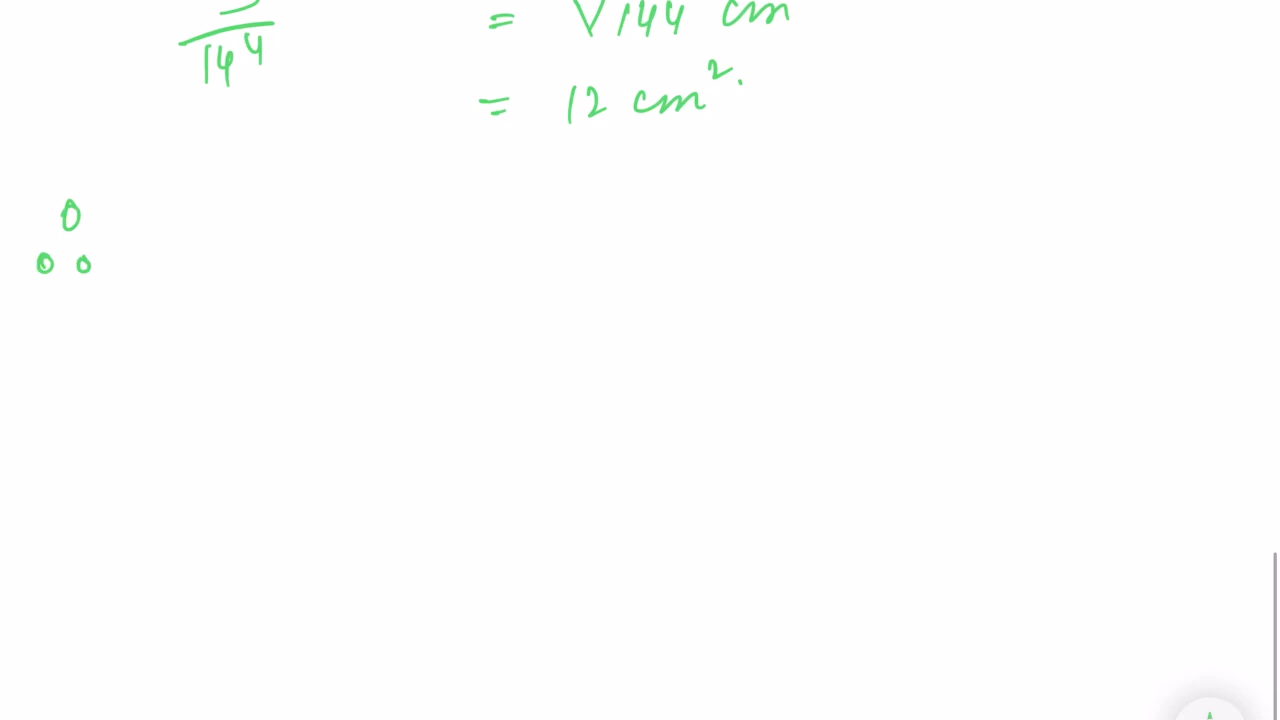 = √144 cm
144
= 12 cm².
∴